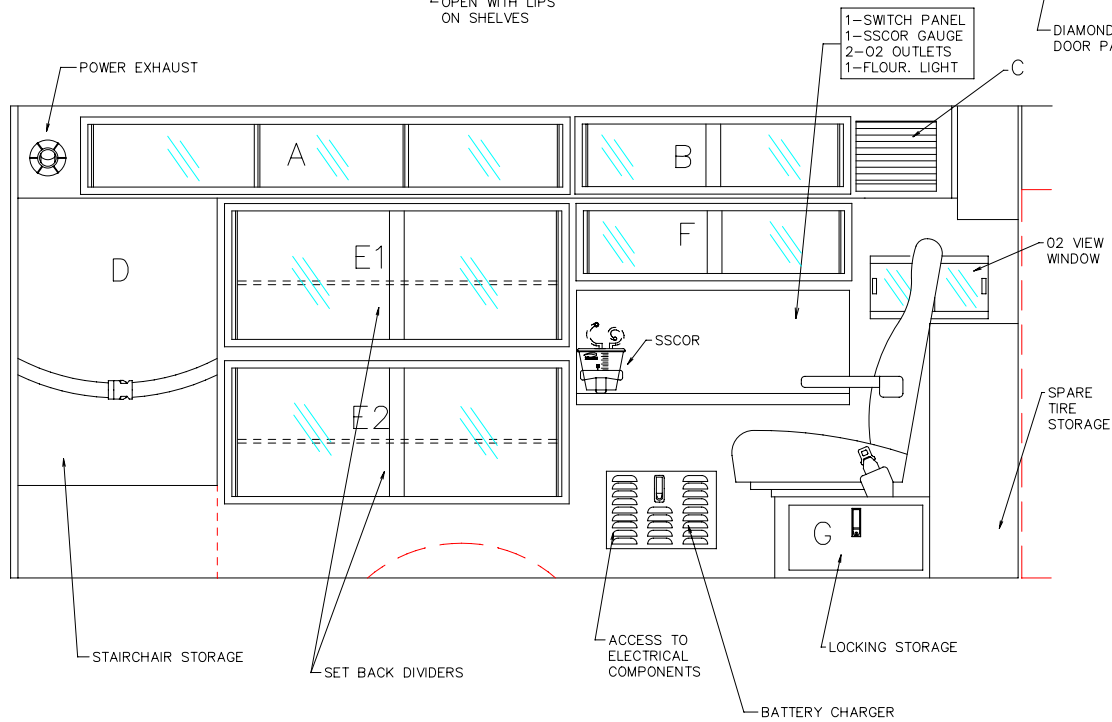 OPEN WITH LIPS
ON SHELVES
1-SWITCH PANEL
1-SSCOR GAUGE
2-O2 OUTLETS
1-FLOUR. LIGHT
DIAMOND
DOOR PA
POWER EXHAUST
C
A
B
D
E1
F
O2 VIEW
WINDOW
SSCOR
E2
SPARE
TIRE
STORAGE
G
STAIRCHAIR STORAGE
SET BACK DIVIDERS
ACCESS TO
ELECTRICAL
COMPONENTS
LOCKING STORAGE
BATTERY CHARGER